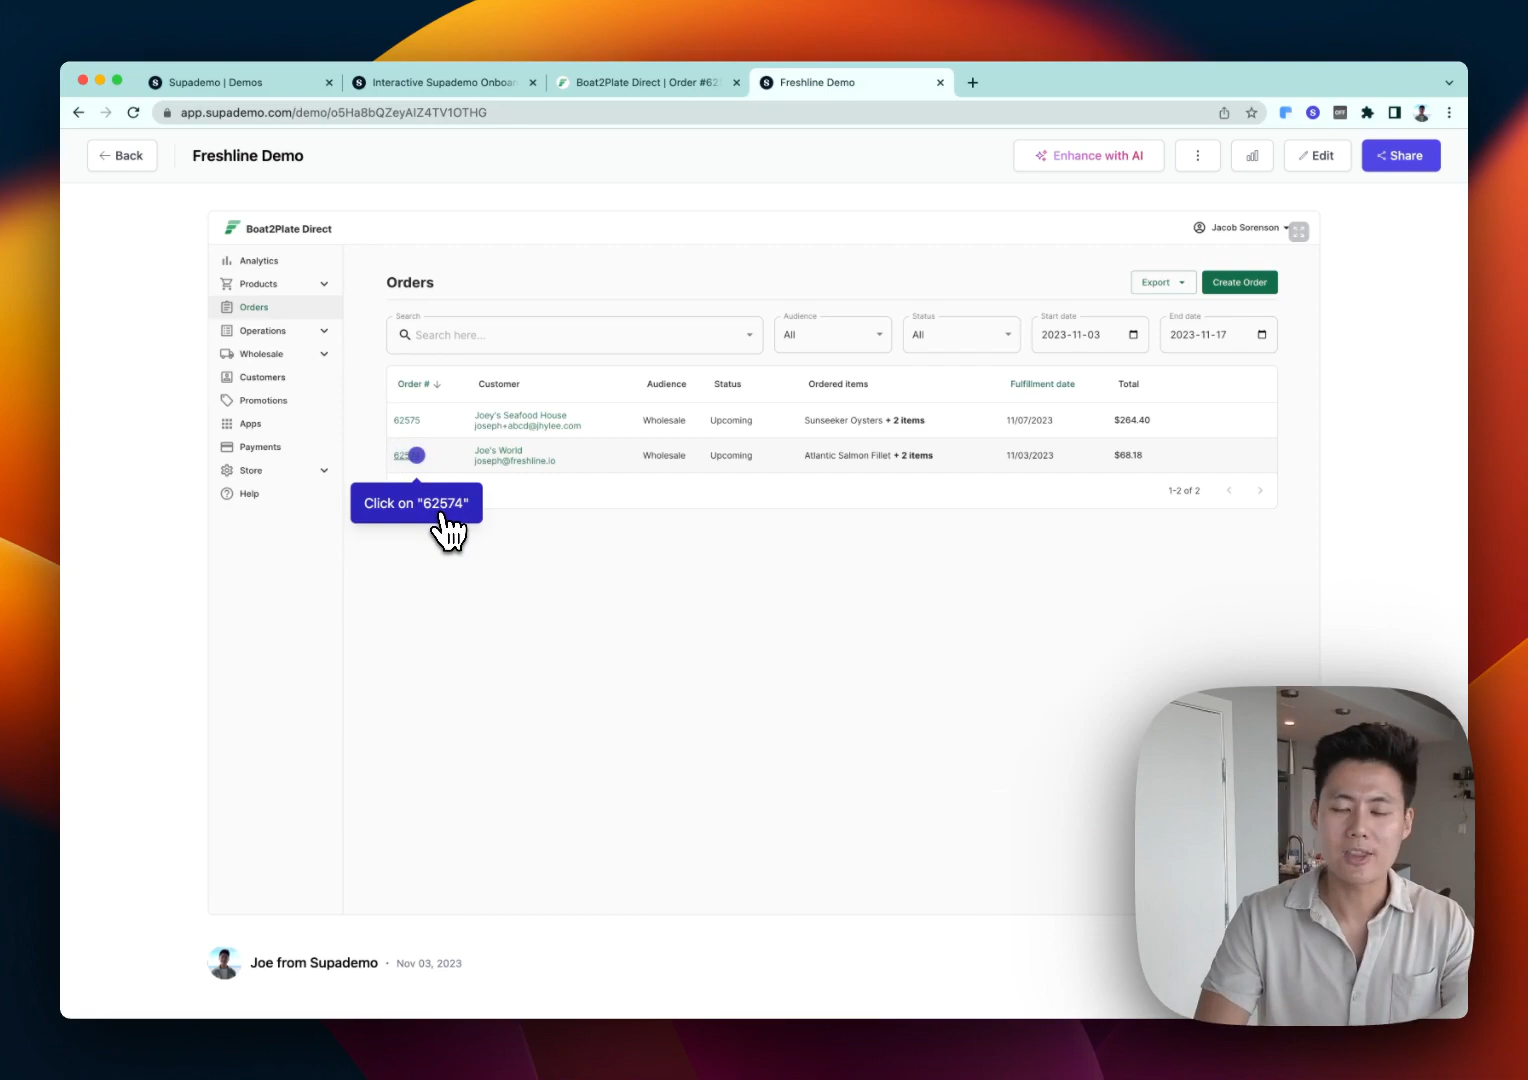 Supademo | Demos
Interactive Supademo Onboar
Boat2Plate Direct | Order #62
Freshline Demo
app.supademo.com/demo/o5Ha8bQZeyAIZ4TV1OTHG
Back
Freshline Demo
Enhance with AI
Edit
Share
Boat2Plate Direct
Jacob Sorenson
Analytics
Products
Orders
Operations
Wholesale
Customers
Promotions
Apps
Payments
Store
Help
Orders
Export
Create Order
Search
Search here...
Audience
All
Status
All
Start date
2023-11-03
End date
2023-11-17
Order # Customer Audience Status Ordered items Fulfillment date Total
62575 Joey's Seafood House Wholesale Upcoming Sunseeker Oysters + 2 items 11/07/2023 $264.40
joseph+abcd@jhylee.com
Joe's World Wholesale Upcoming Atlantic Salmon Fillet + 2 items 11/03/2023 $68.18
joseph@freshline.io
1-2 of 2
Click on "62574"
Joe from Supademo · Nov 03, 2023